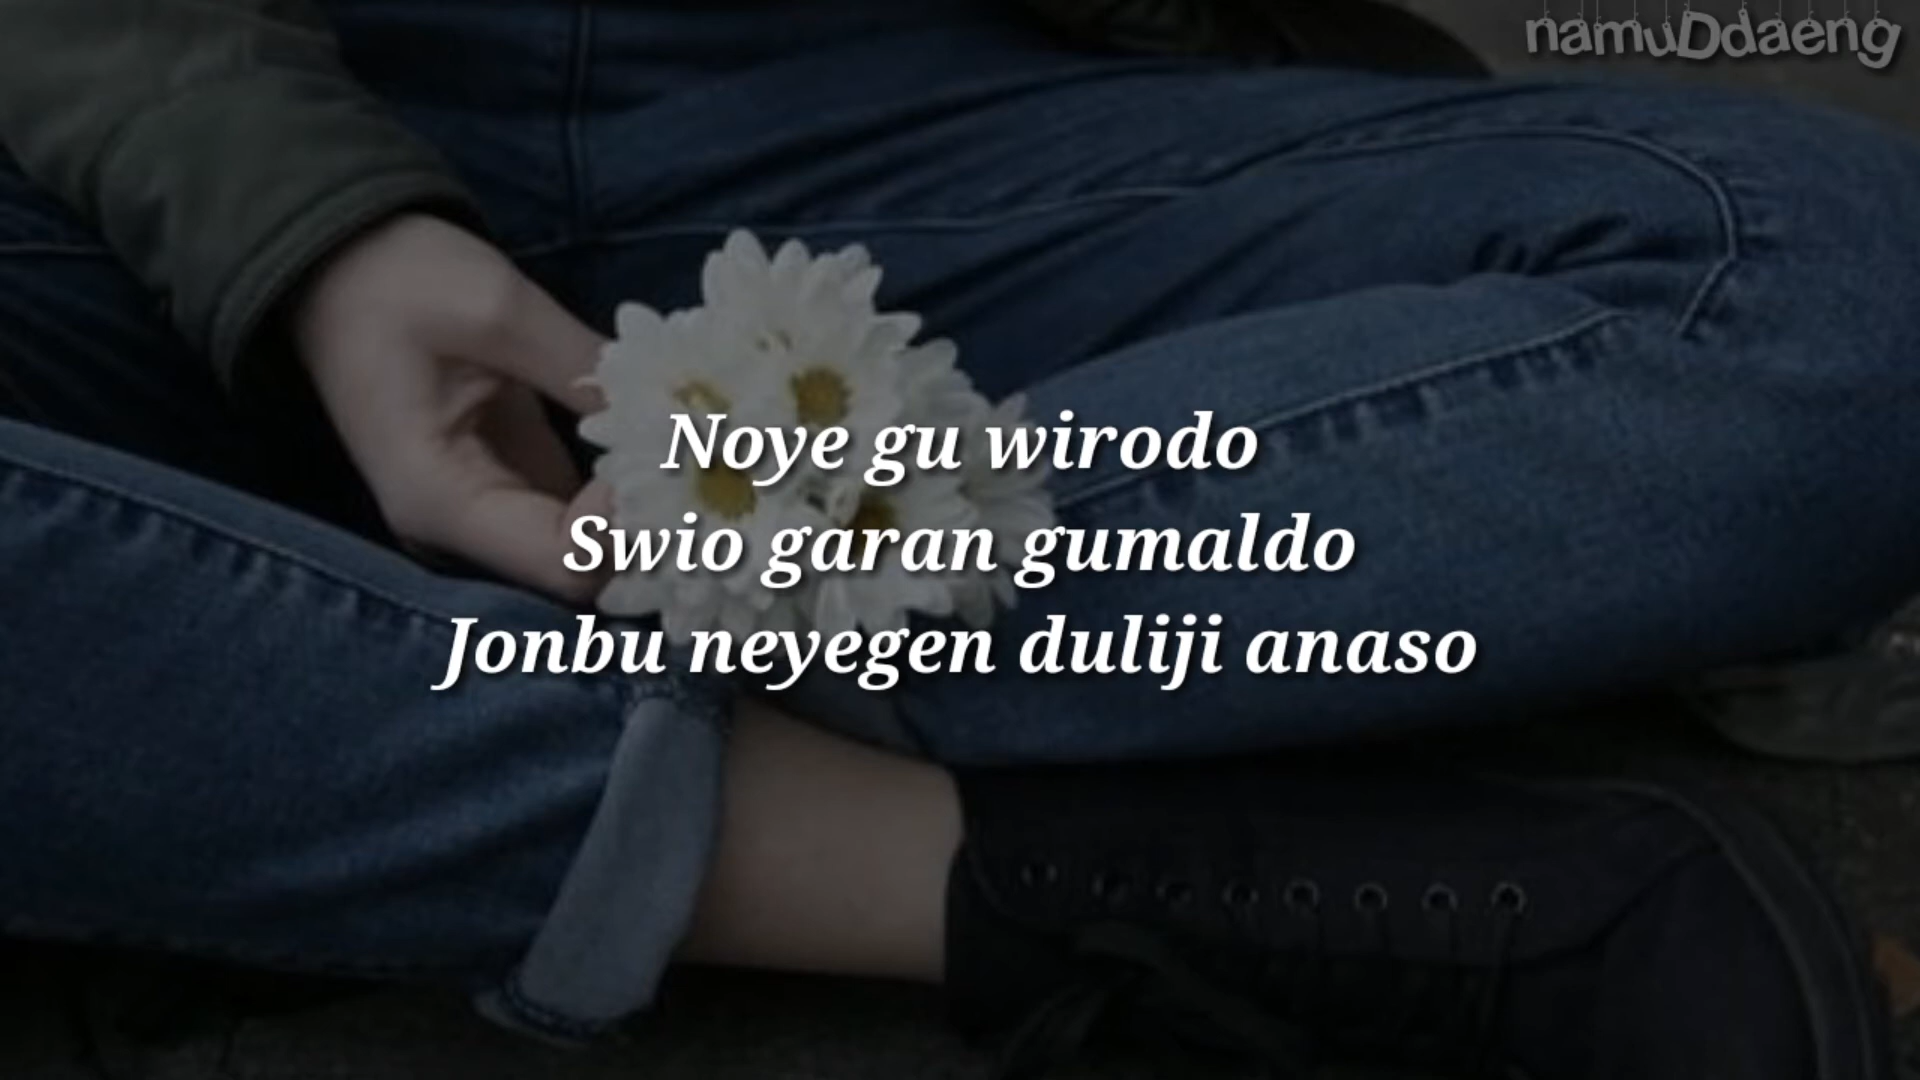 namuDdaeng
Noye gu wirodo
Swio garan gumaldo
Jonbu neyegen duliji anaso